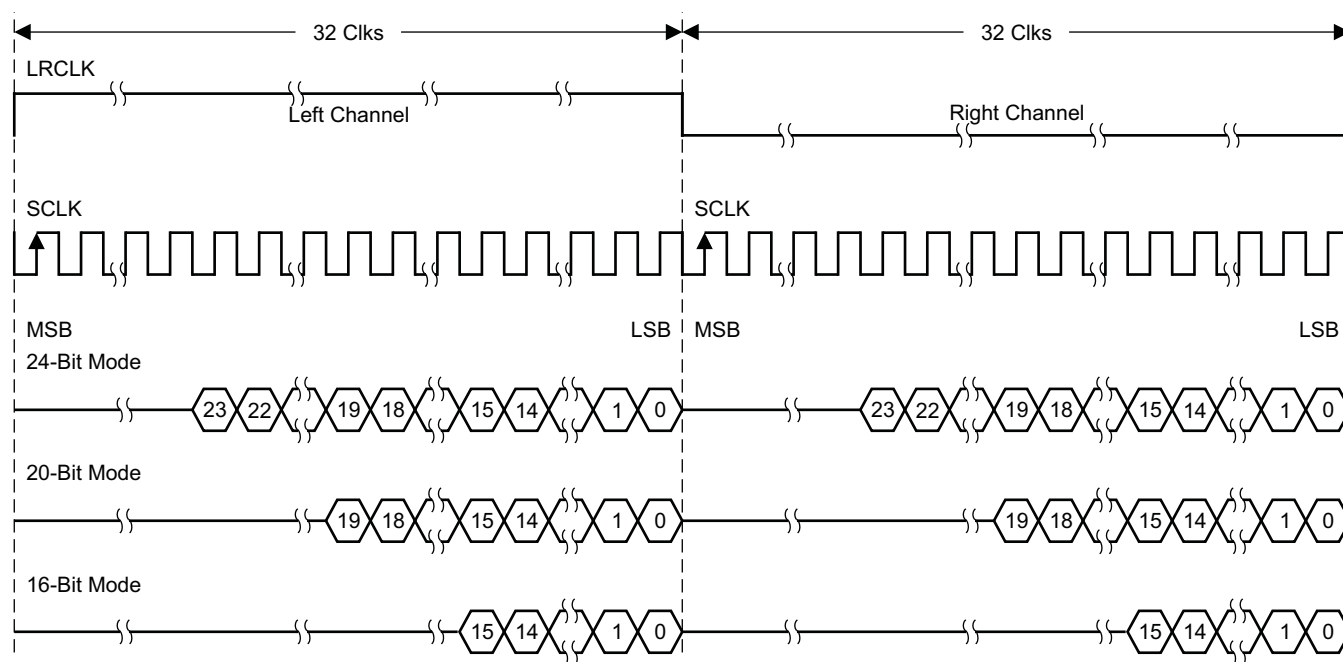 32 Clks 32 Clks
LRCLK
Left Channel Right Channel
SCLK SCLK
MSB LSB MSB LSB
24-Bit Mode
23 22 19 18 15 14 1 0 23 22 19 18 15 14 1 0
20-Bit Mode
19 18 15 14 1 0 19 18 15 14 1 0
16-Bit Mode
15 14 1 0 15 14 1 0